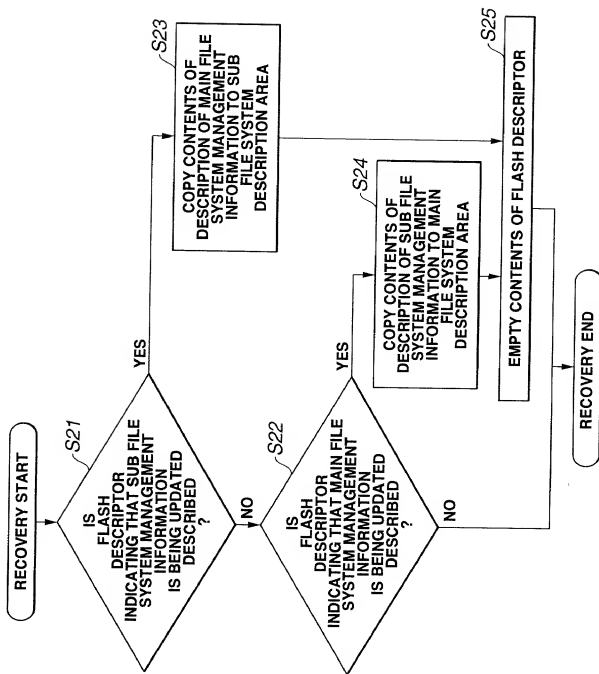 RECOVERY START
S21
IS
FLASH
DESCRIPTOR
INDICATING THAT SUB FILE
SYSTEM MANAGEMENT
INFORMATION
IS BEING UPDATED
DESCRIBED
?
YES
NO
S23
COPY CONTENTS OF
DESCRIPTION OF MAIN FILE
SYSTEM MANAGEMENT
INFORMATION TO SUB
FILE SYSTEM
DESCRIPTION AREA
S22
IS
FLASH
DESCRIPTOR
INDICATING THAT MAIN FILE
SYSTEM MANAGEMENT
INFORMATION
IS BEING UPDATED
DESCRIBED
?
YES
NO
S24
COPY CONTENTS OF
DESCRIPTION OF SUB FILE
SYSTEM MANAGEMENT
INFORMATION TO MAIN
FILE SYSTEM
DESCRIPTION AREA
S25
EMPTY CONTENTS OF FLASH DESCRIPTOR
RECOVERY END